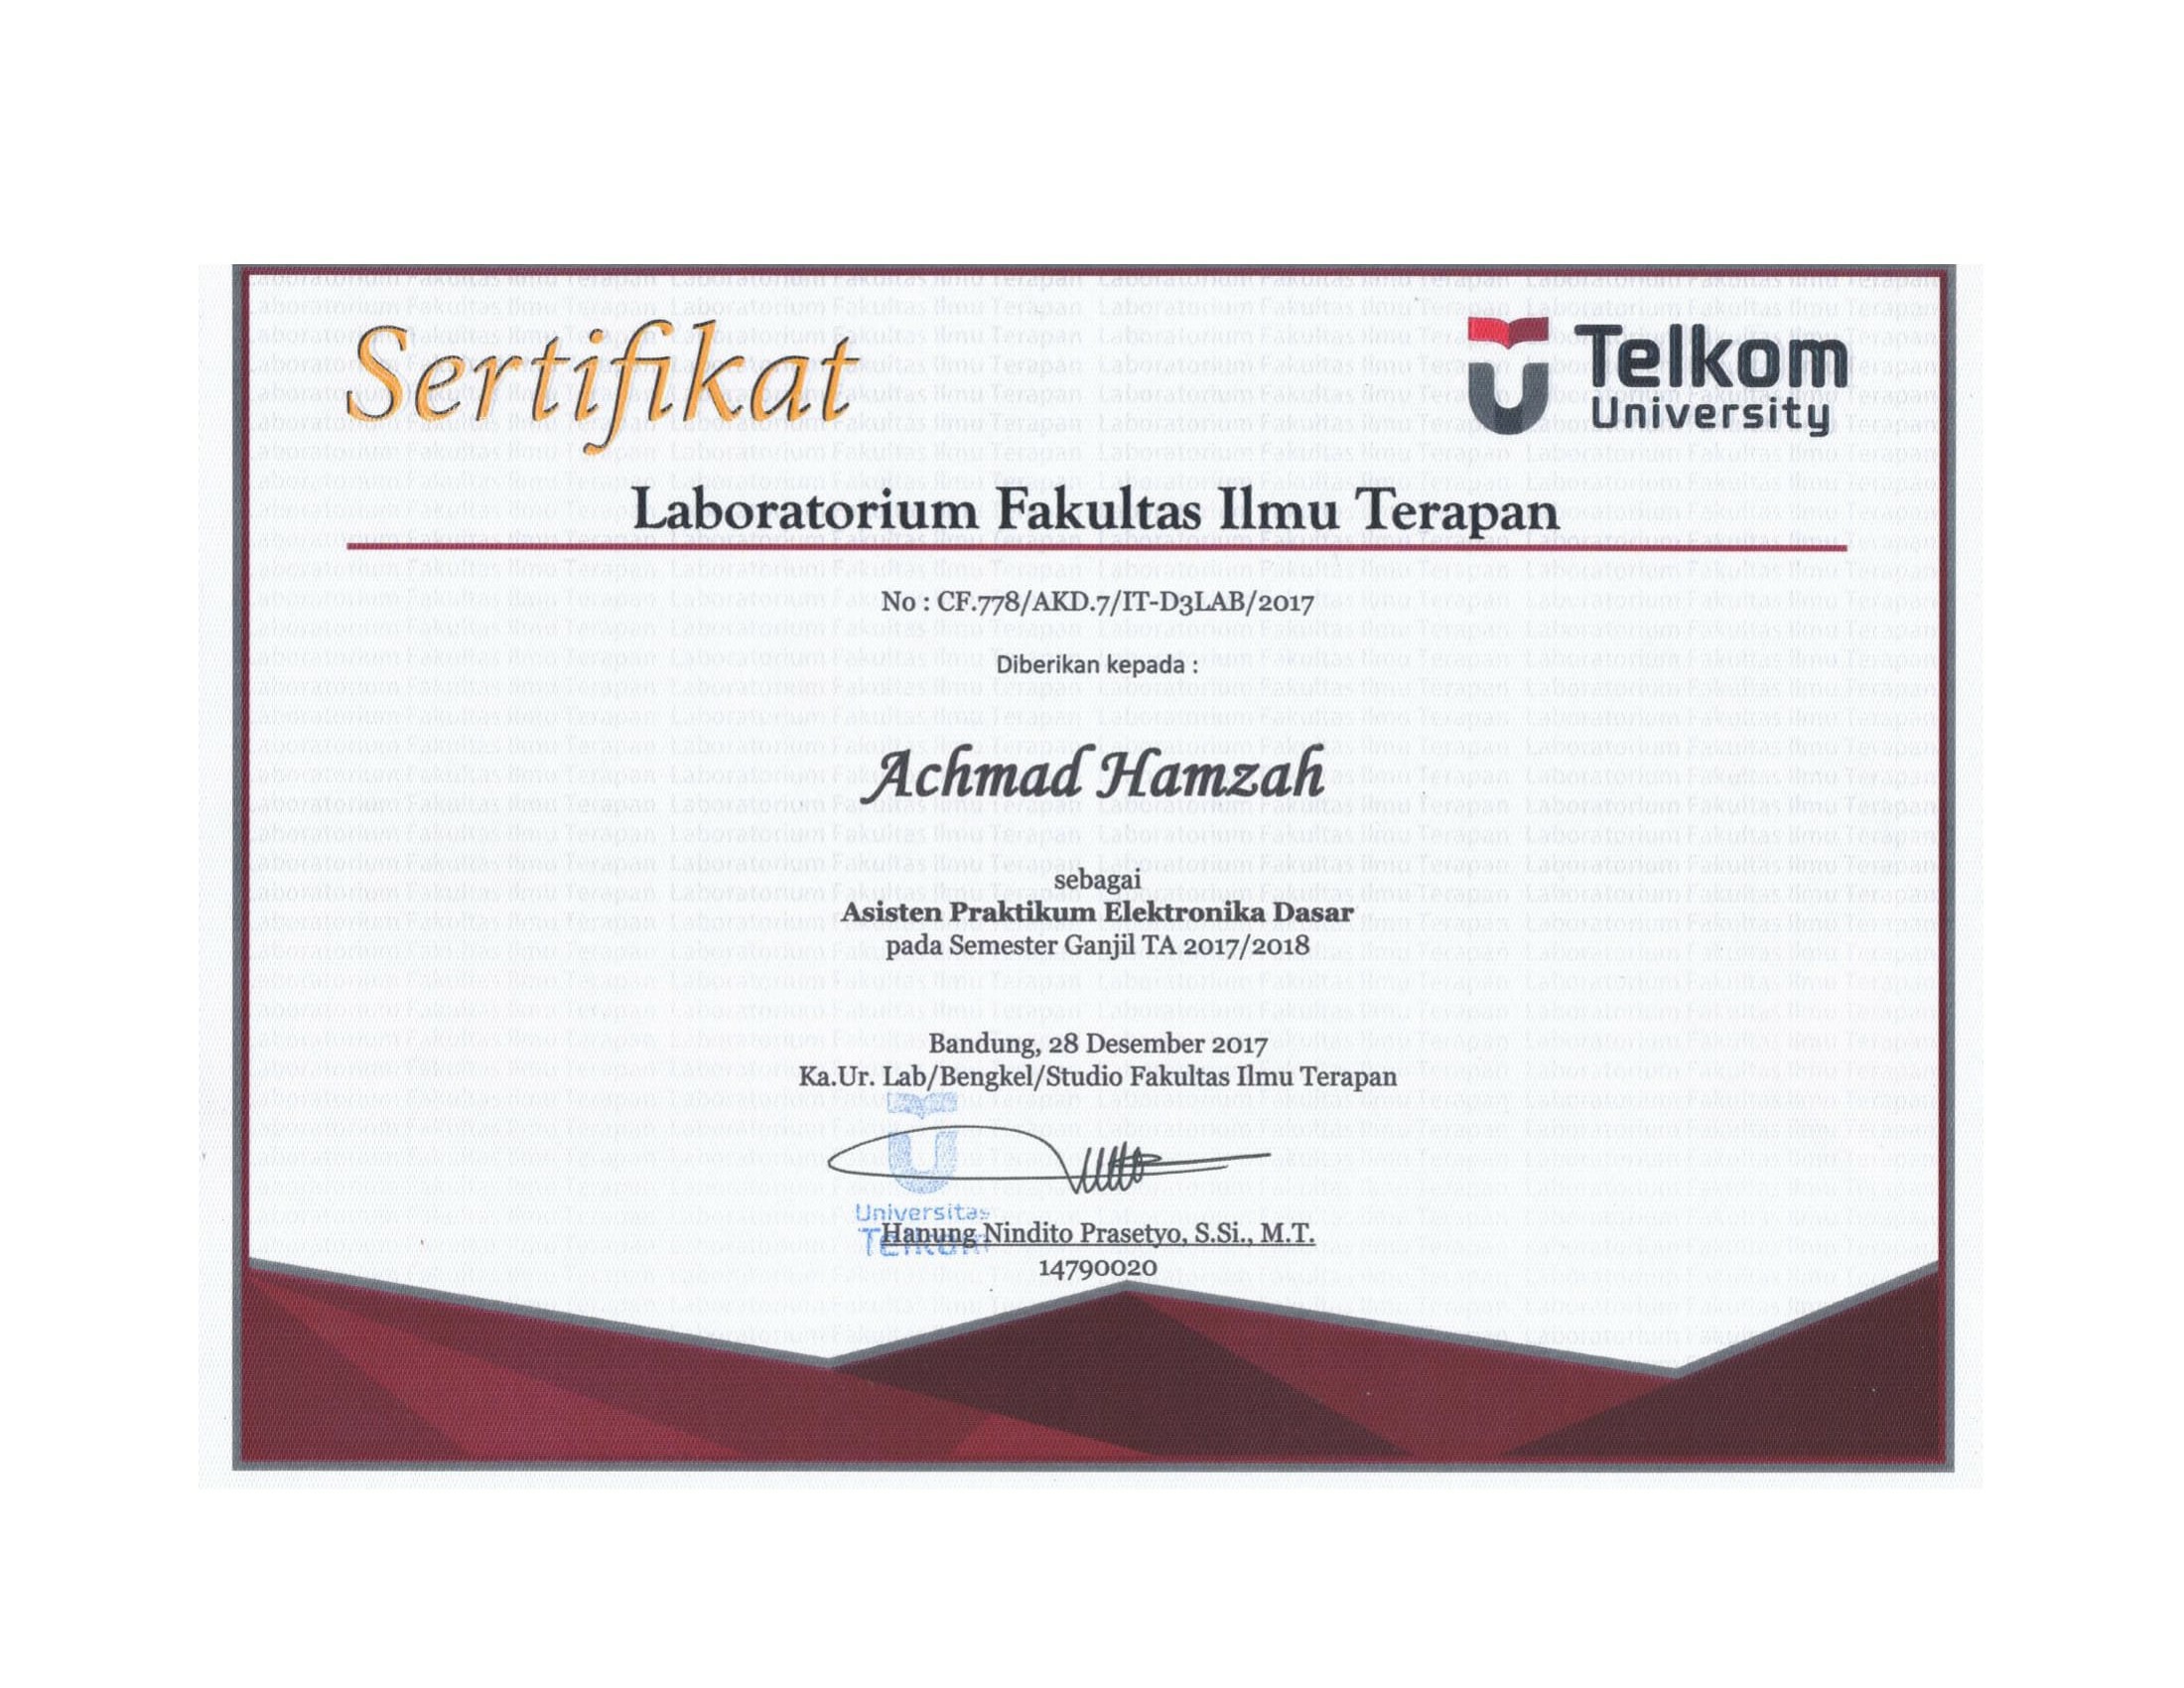 Sertifikat
Telkom
University
Laboratorium Fakultas Ilmu Terapan
No : CF.778/AKD.7/IT-D3LAB/2017
Diberikan kepada :
Achmad Hamzah
sebagai
Asisten Praktikum Elektronika Dasar
pada Semester Ganjil TA 2017/2018
Bandung, 28 Desember 2017
Ka.Ur. Lab/Bengkel/Studio Fakultas Ilmu Terapan
Universitas
Telkom
Hanung Nindito Prasetyo, S.Si., M.T.
14790020